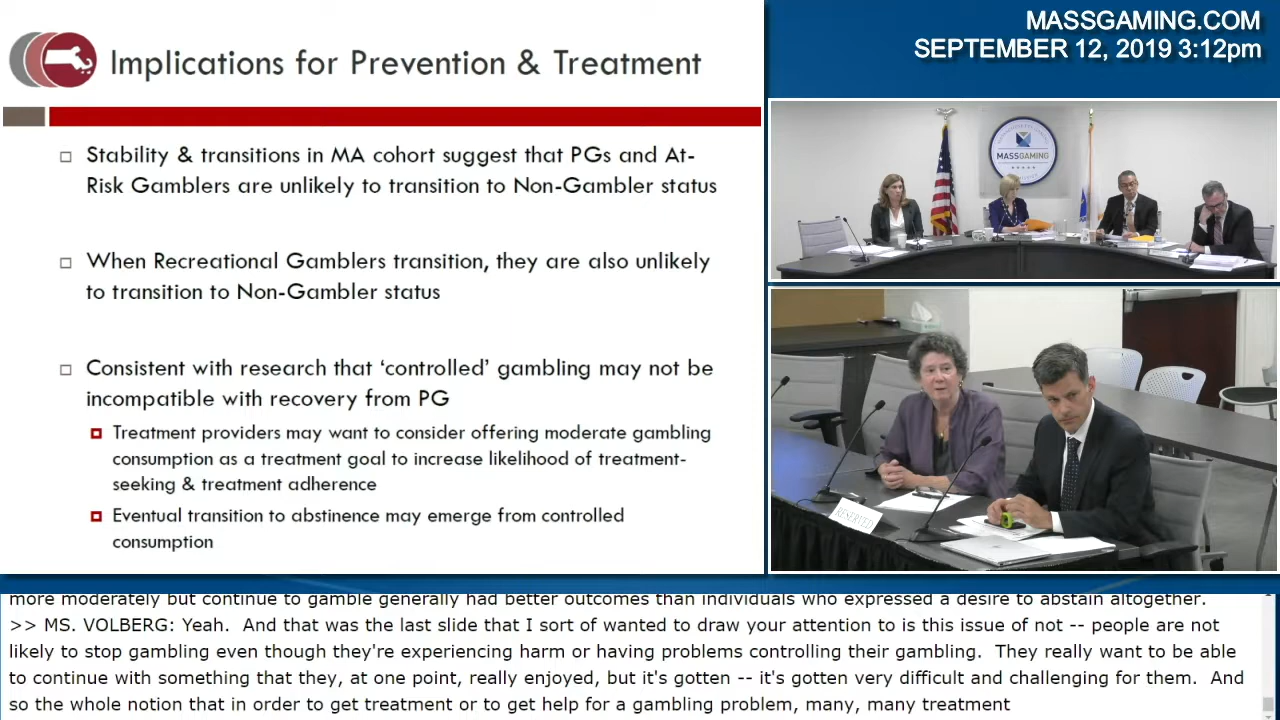 MASSGAMING.COM
SEPTEMBER 12, 2019 3:12pm
Implications for Prevention & Treatment
Stability & transitions in MA cohort suggest that PGs and At-
Risk Gamblers are unlikely to transition to Non-Gambler status
When Recreational Gamblers transition, they are also unlikely
to transition to Non-Gambler status
Consistent with research that ‘controlled’ gambling may not be
incompatible with recovery from PG
Treatment providers may want to consider offering moderate gambling
consumption as a treatment goal to increase likelihood of treatment-
seeking & treatment adherence
Eventual transition to abstinence may emerge from controlled
consumption
MASSGAMING
RESERVED
more moderately but continue to gamble generally had better outcomes than individuals who expressed a desire to abstain altogether.
>> MS. VOLBERG: Yeah.  And that was the last slide that I sort of wanted to draw your attention to is this issue of not -- people are not
likely to stop gambling even though they're experiencing harm or having problems controlling their gambling.  They really want to be able
to continue with something that they, at one point, really enjoyed, but it's gotten -- it's gotten very difficult and challenging for them.  And
so the whole notion that in order to get treatment or to get help for a gambling problem, many, many treatment